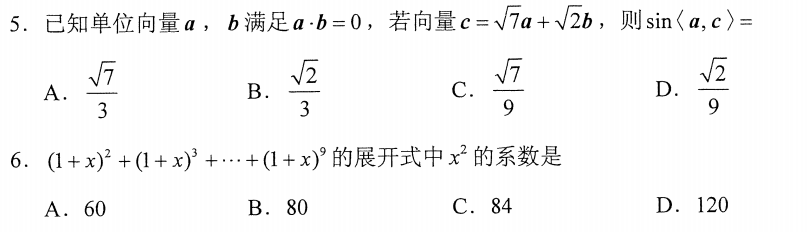 5. 已知单位向量 a，b 满足 a·b=0，若向量 c=√7a+√2b，则 sin〈a, c〉=
A. √7/3 B. √2/3 C. √7/9 D. √2/9
6. (1+x)²+(1+x)³+⋯+(1+x)⁹ 的展开式中 x² 的系数是
A. 60 B. 80 C. 84 D. 120